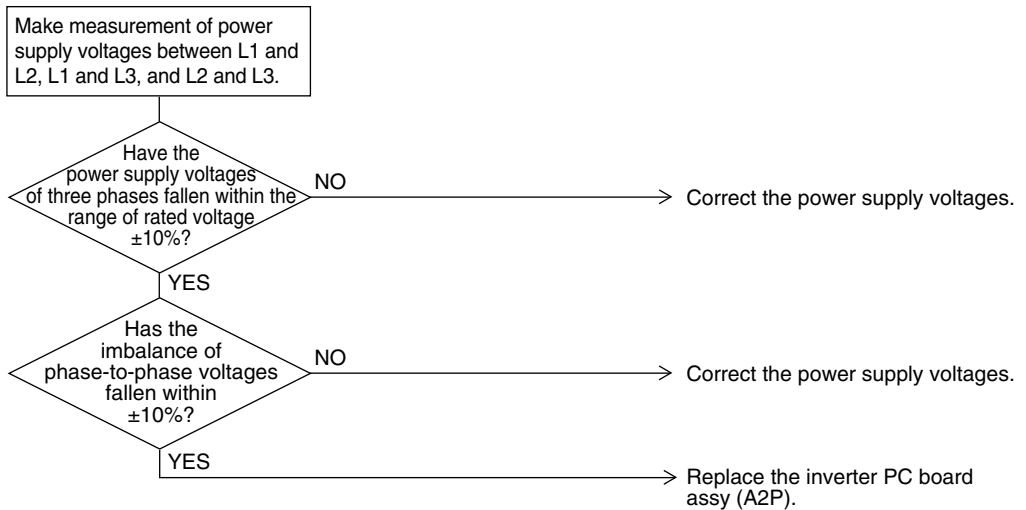 Make measurement of power
supply voltages between L1 and
L2, L1 and L3, and L2 and L3.
Have the
power supply voltages
of three phases fallen within the
range of rated voltage
±10%?
NO
Correct the power supply voltages.
YES
Has the
imbalance of
phase-to-phase voltages
fallen within
±10%?
NO
Correct the power supply voltages.
YES
Replace the inverter PC board
assy (A2P).